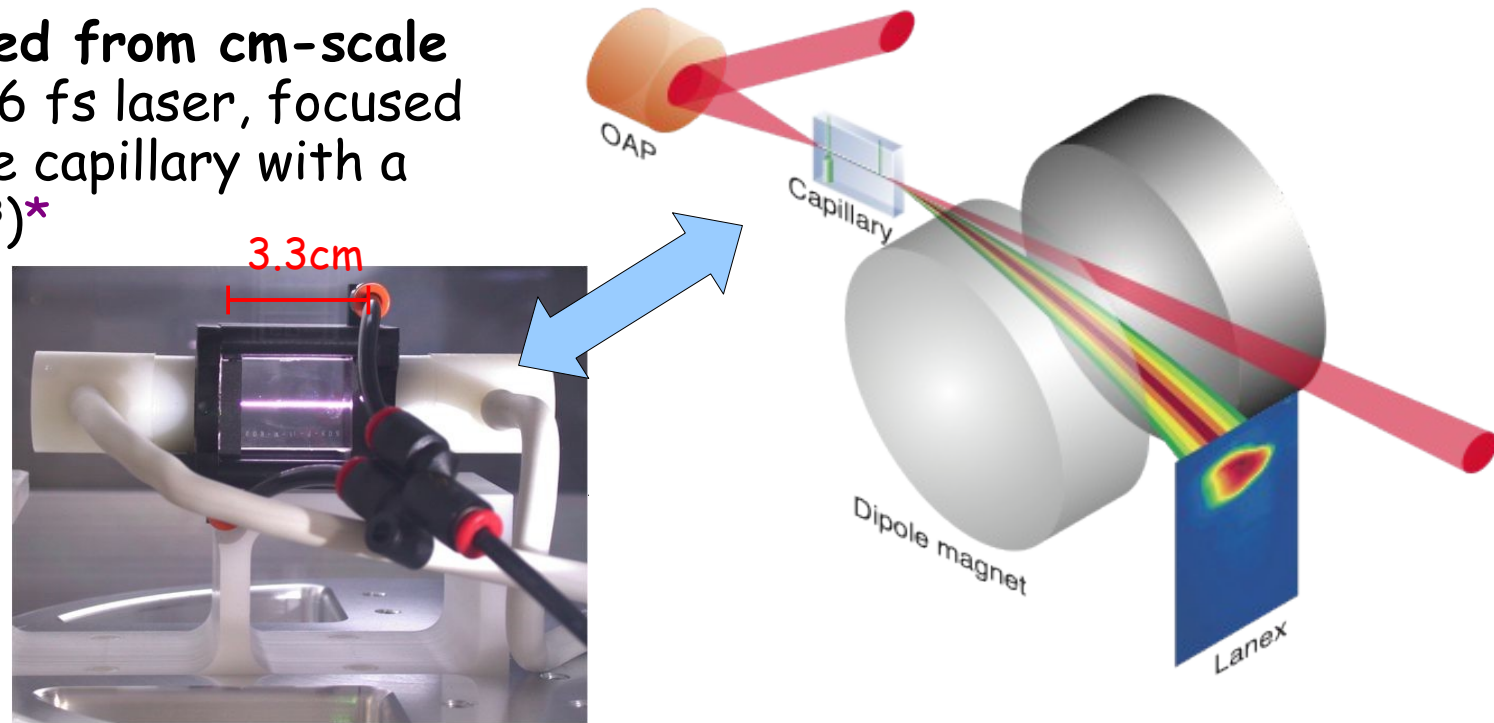 ed from cm-scale
6 fs laser, focused
e capillary with a
)*
3.3cm
OAP
Capillary
Dipole magnet
Lanex